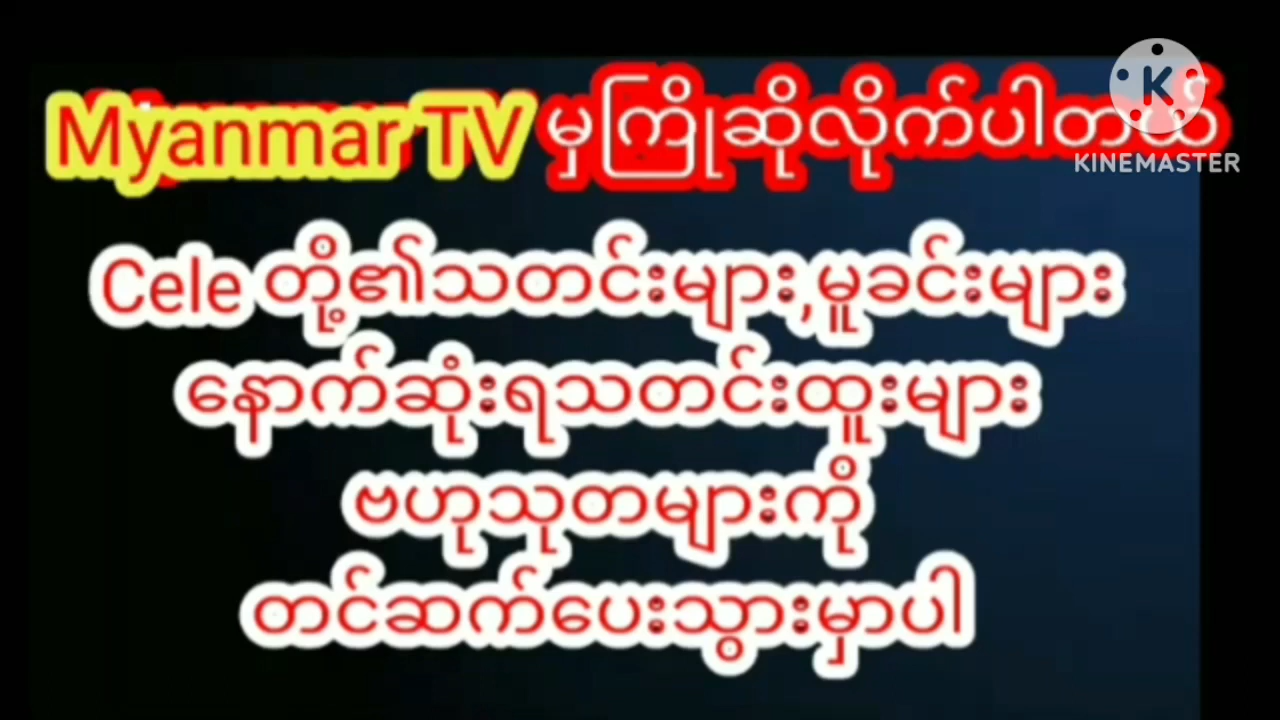 Myanmar TV မှကြိုဆိုလိုက်ပါတယ်
KINEMASTER
Cele တို့၏သတင်းများ,မူခင်းများ
နောက်ဆုံးရသတင်းထူးများ
ဗဟုသုတများကို
တင်ဆက်ပေးသွားမှာပါ